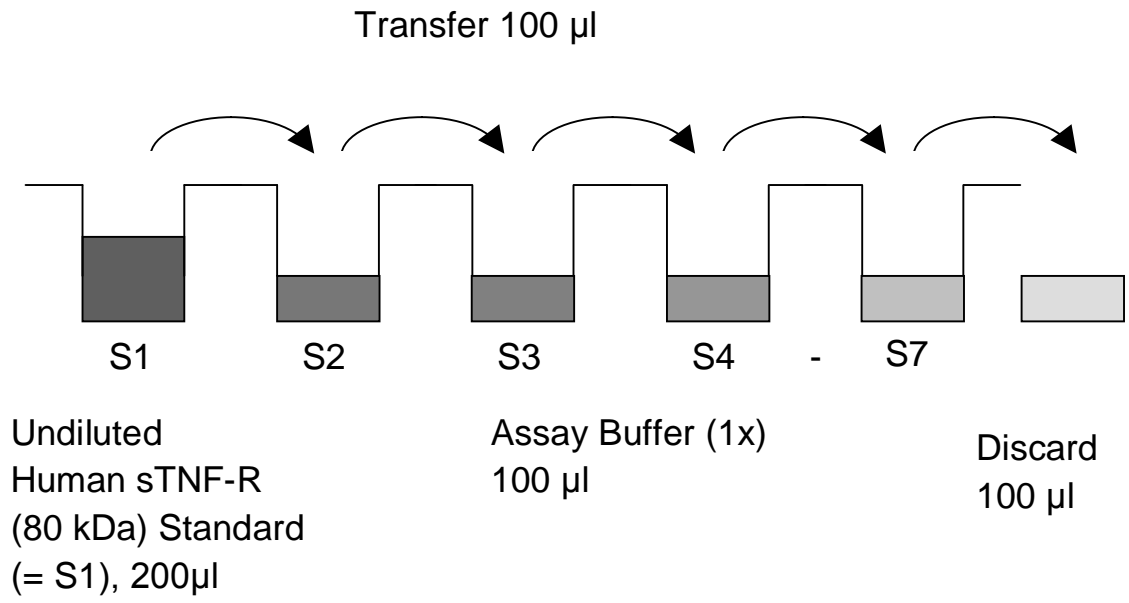 Transfer 100 µl
S1 S2 S3 S4 - S7
Undiluted
Human sTNF-R
(80 kDa) Standard
(= S1), 200µl
Assay Buffer (1x)
100 µl
Discard
100 µl